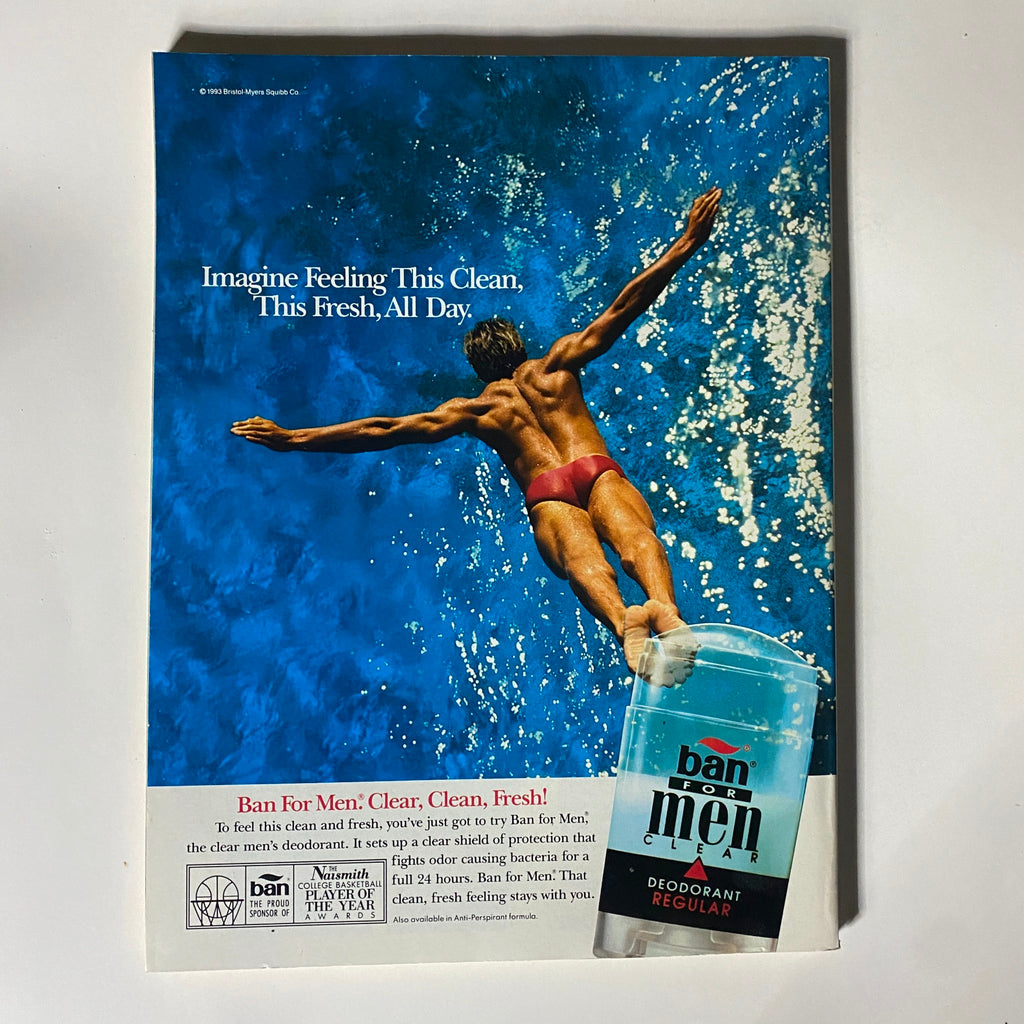 © 1993 Bristol-Myers Squibb Co.
Imagine Feeling This Clean,
This Fresh, All Day.
Ban For Men.® Clear, Clean, Fresh!
To feel this clean and fresh, you've just got to try Ban for Men,®
the clear men's deodorant. It sets up a clear shield of protection that
fights odor causing bacteria for a
full 24 hours. Ban for Men.® That
clean, fresh feeling stays with you.
Also available in Anti-Perspirant formula.
ban
THE PROUD
SPONSOR OF
THE
Naismith
COLLEGE BASKETBALL
PLAYER OF
THE YEAR
AWARDS
ban®
FOR
men
CLEAR
DEODORANT
REGULAR